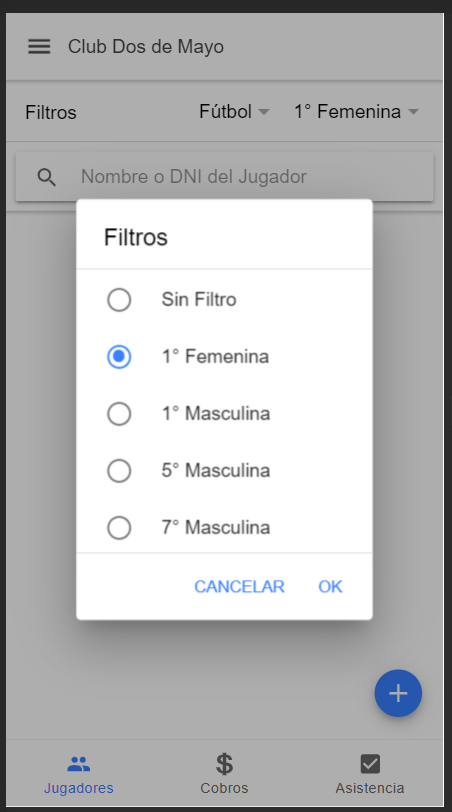 Club Dos de Mayo
Filtros Fútbol 1° Femenina
Nombre o DNI del Jugador
Filtros
Sin Filtro
1° Femenina
1° Masculina
5° Masculina
7° Masculina
CANCELAR OK
Jugadores Cobros Asistencia